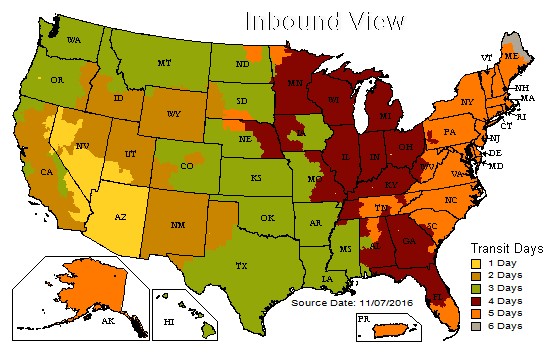 Inbound View
WA
MT
ND
MN
ME
VT
NH
MA
OR
ID
SD
WI
MI
NY
RI
CT
WY
NE
IA
PA
NJ
NV
UT
CO
IL
IN
OH
DE
MD
CA
KS
MO
KY
WV
VA
AZ
NM
OK
AR
TN
NC
SC
TX
MS
AL
GA
LA
FL
AK
HI
PR
Source Date: 11/07/2016
Transit Days
1 Day
2 Days
3 Days
4 Days
5 Days
6 Days